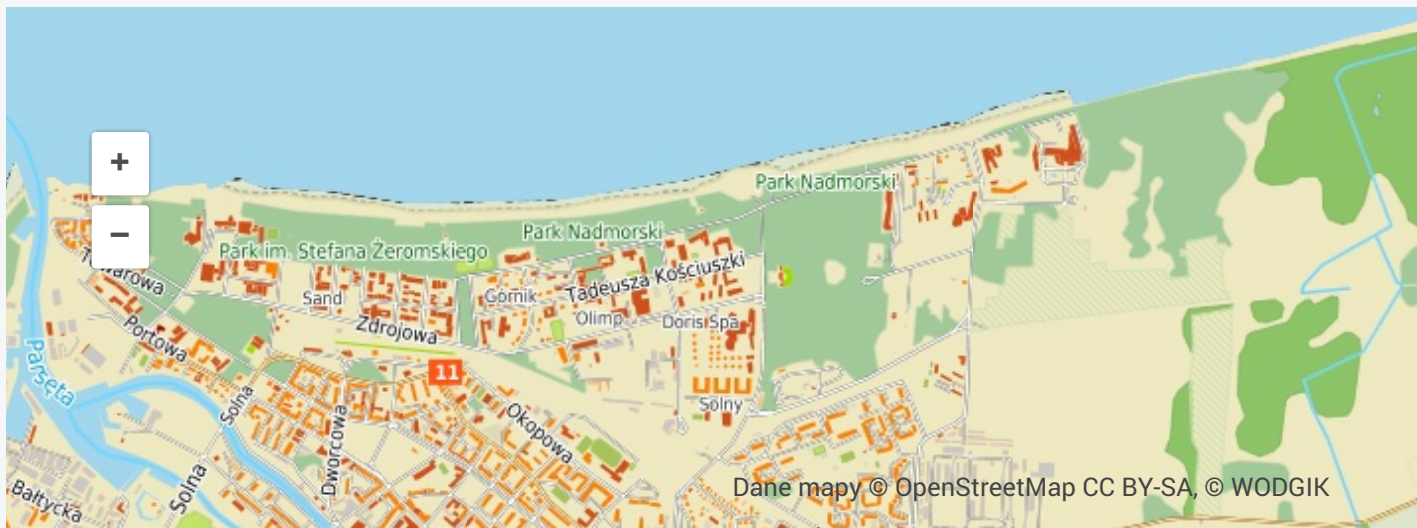 +
Park Nadmorski
−
Park Nadmorski
Park im. Stefana Żeromskiego
Tadeusza Kościuszki
Towarowa
Sand
Górnik
Olimp
Doris Spa
Zdrojowa
Portowa
Parsęta
11
Solna
Solny
Okopowa
Dworcowa
Solna
Bałtycka
Dane mapy © OpenStreetMap CC BY-SA, © WODGIK